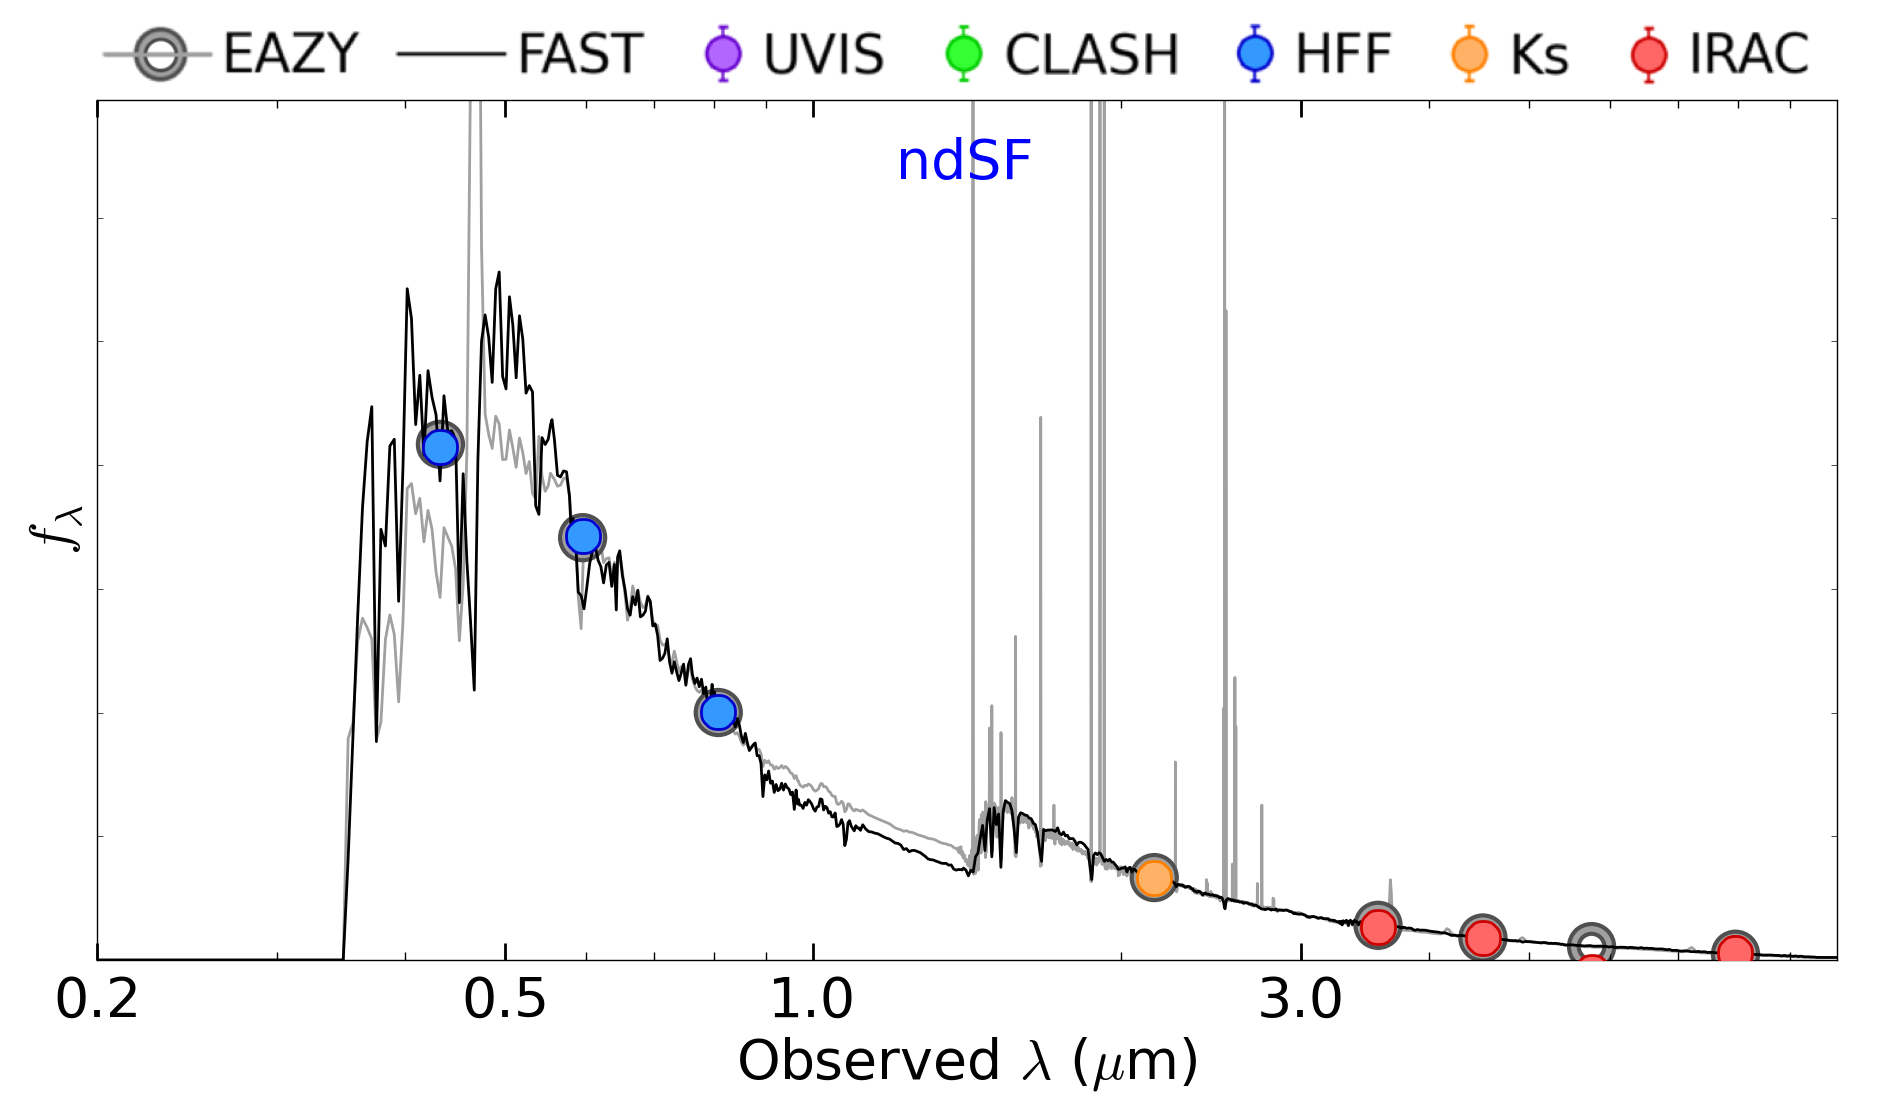 EAZY FAST UVIS CLASH HFF Ks IRAC
ndSF
fλ
0.2 0.5 1.0 3.0
Observed λ (μm)